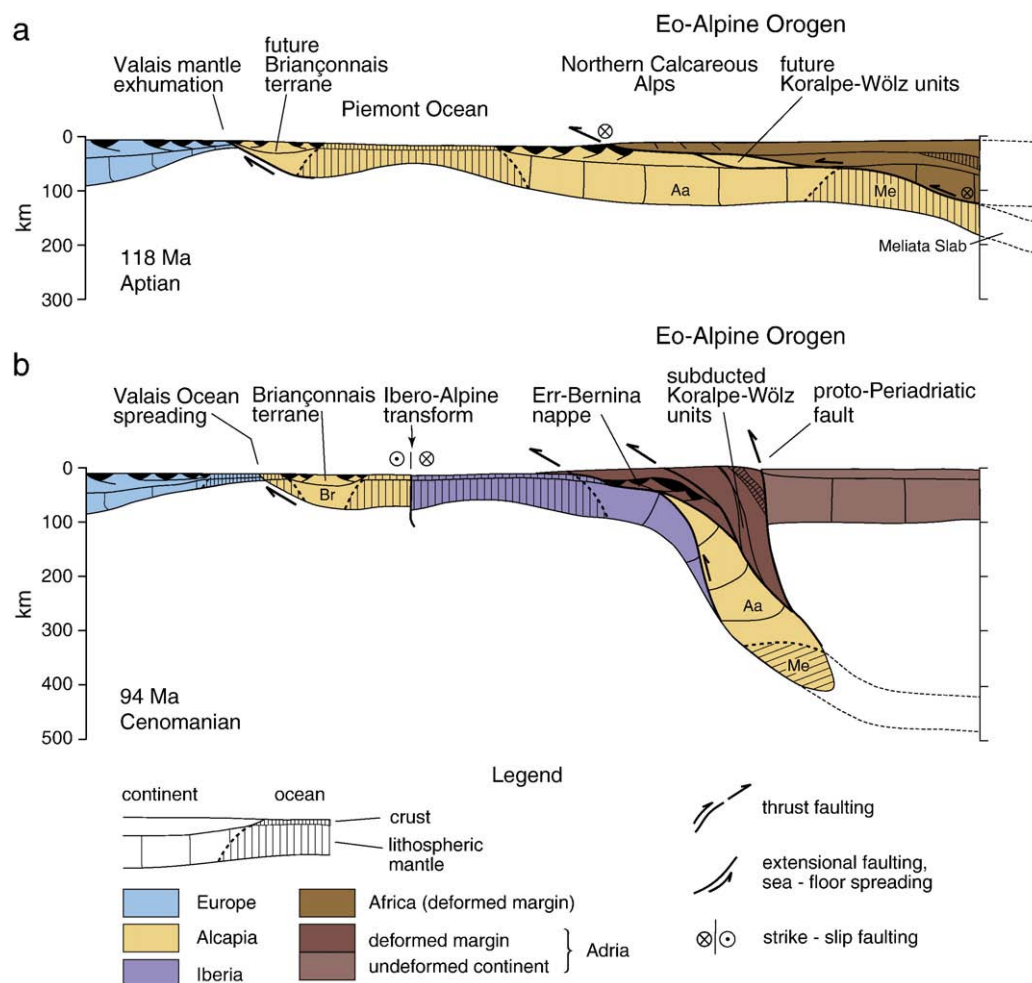 a
Eo-Alpine Orogen
Valais mantle
exhumation
future
Briançonnais
terrane
Piemont Ocean
Northern Calcareous
Alps
future
Koralpe-Wölz units
0
100
200
300
km
Aa
Me
Meliata Slab
118 Ma
Aptian
b
Eo-Alpine Orogen
Valais Ocean
spreading
Briançonnais
terrane
Ibero-Alpine
transform
Err-Bernina
nappe
subducted
Koralpe-Wölz
units
proto-Periadriatic
fault
0
100
200
300
400
500
km
Br
Aa
Me
94 Ma
Cenomanian
Legend
continent
ocean
crust
lithospheric
mantle
Europe
Alcapia
Iberia
Africa (deformed margin)
deformed margin
undeformed continent
Adria
thrust faulting
extensional faulting,
sea - floor spreading
strike - slip faulting